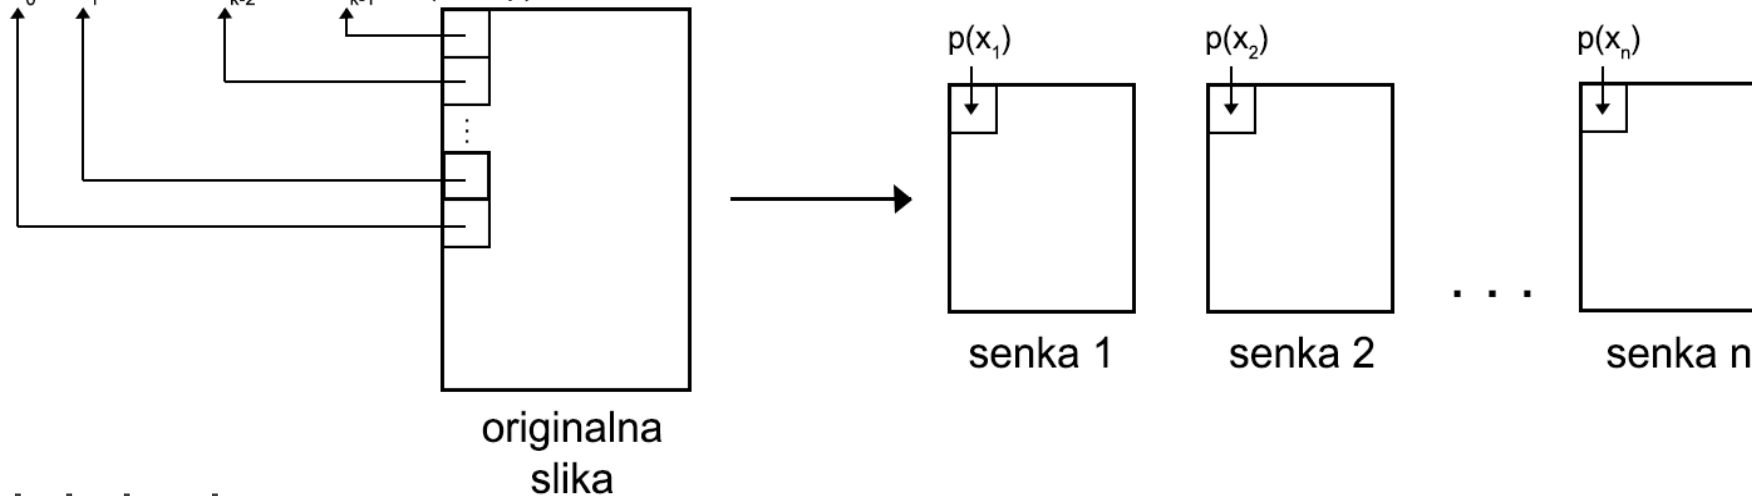 p(x₁) p(x₂) p(xₙ)
⋮
. . .
senka 1 senka 2 senka n
originalna
slika